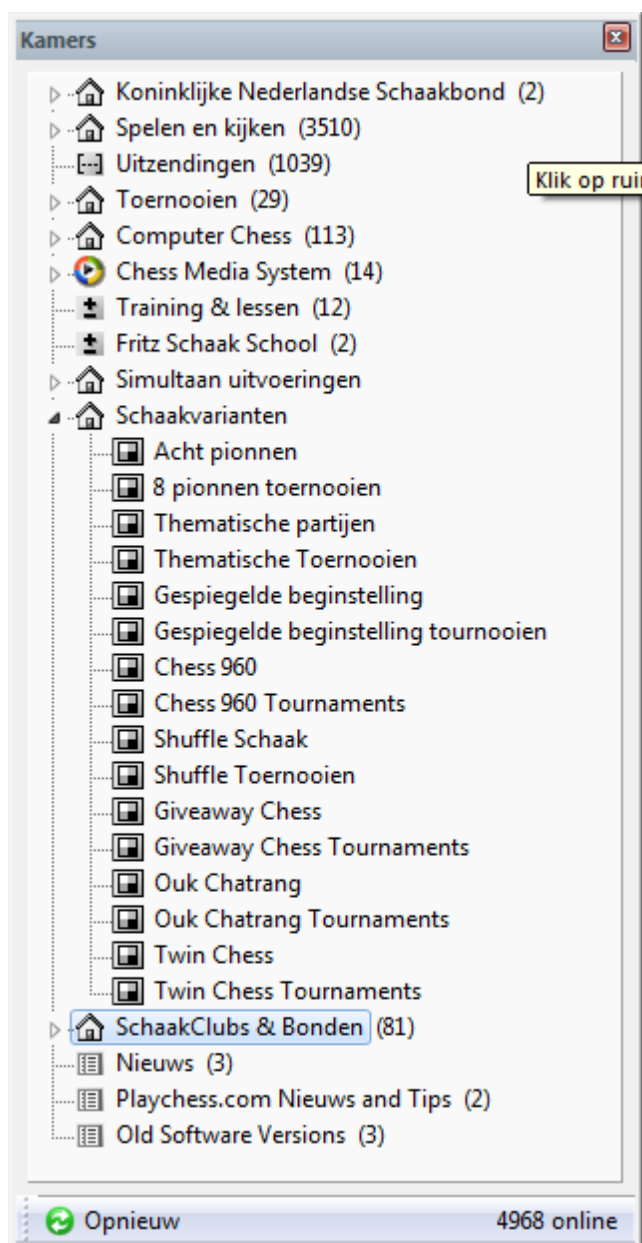 Kamers
Koninklijke Nederlandse Schaakbond (2)
Spelen en kijken (3510)
Uitzendingen (1039)
Klik op rui
Toernooien (29)
Computer Chess (113)
Chess Media System (14)
Training & lessen (12)
Fritz Schaak School (2)
Simultaan uitvoeringen
Schaakvarianten
Acht pionnen
8 pionnen toernooien
Thematische partijen
Thematische Toernooien
Gespiegelde beginstelling
Gespiegelde beginstelling tournooien
Chess 960
Chess 960 Tournaments
Shuffle Schaak
Shuffle Toernooien
Giveaway Chess
Giveaway Chess Tournaments
Ouk Chatrang
Ouk Chatrang Tournaments
Twin Chess
Twin Chess Tournaments
SchaakClubs & Bonden (81)
Nieuws (3)
Playchess.com Nieuws and Tips (2)
Old Software Versions (3)
Opnieuw 4968 online